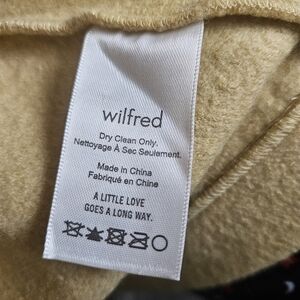 wilfred
Dry Clean Only.
Nettoyage À Sec Seulement.
Made in China
Fabriqué en Chine
A LITTLE LOVE
GOES A LONG WAY.